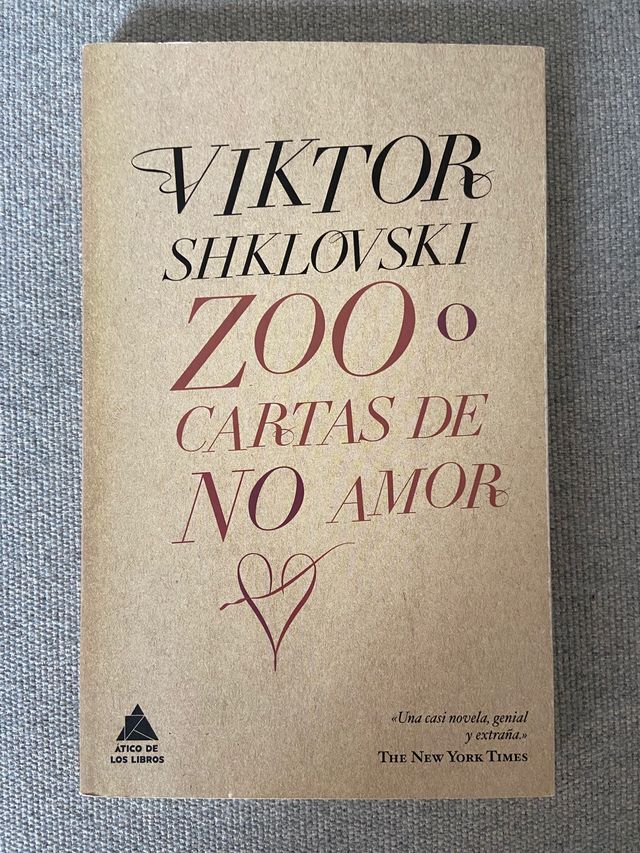 VIKTOR
SHKLOVSKI
ZOO O
CARTAS DE
NO AMOR
«Una casi novela, genial
y extraña.»
THE NEW YORK TIMES
ÁTICO DE
LOS LIBROS